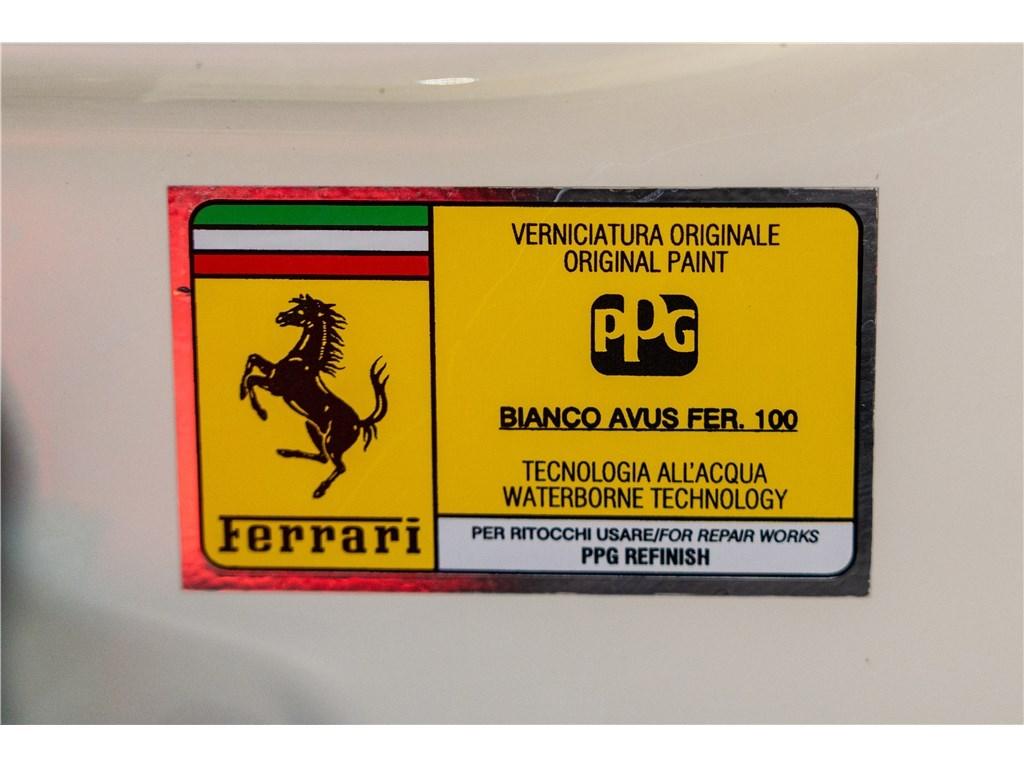 Ferrari
VERNICIATURA ORIGINALE
ORIGINAL PAINT
PPG
BIANCO AVUS FER. 100
TECNOLOGIA ALL'ACQUA
WATERBORNE TECHNOLOGY
PER RITOCCHI USARE/FOR REPAIR WORKS
PPG REFINISH